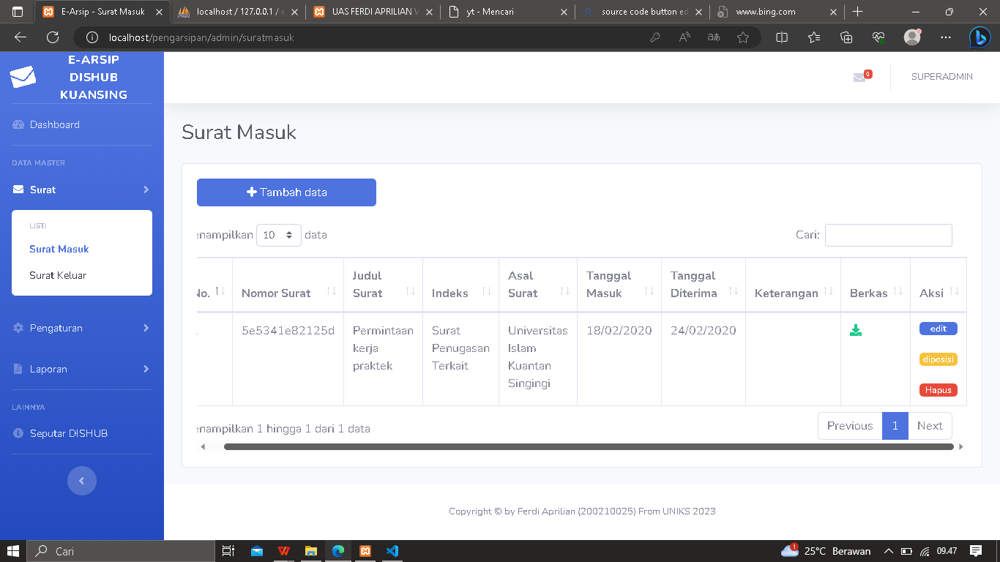 E-Arsip - Surat Masuk
localhost / 127.0.0.1 / e
UAS FERDI APRILIAN V
yt - Mencari
source code button ed
www.bing.com
localhost/pengarsipan/admin/suratmasuk
E-ARSIP
DISHUB
KUANSING
Dashboard
DATA MASTER
Surat
LIST:
Surat Masuk
Surat Keluar
Pengaturan
Laporan
LAINNYA
Seputar DISHUB
0
SUPERADMIN
Surat Masuk
Tambah data
enampilkan 10 data
Cari:
No.
Nomor Surat
Judul
Surat
Indeks
Asal
Surat
Tanggal
Masuk
Tanggal
Diterima
Keterangan
Berkas
Aksi
5e5341e82125d
Permintaan
kerja
praktek
Surat
Penugasan
Terkait
Universitas
Islam
Kuantan
Singingi
18/02/2020
24/02/2020
edit
diposisi
Hapus
enampilkan 1 hingga 1 dari 1 data
Previous 1 Next
Copyright © by Ferdi Aprilian (200210025) From UNIKS 2023
Cari
1
25°C Berawan
09.47